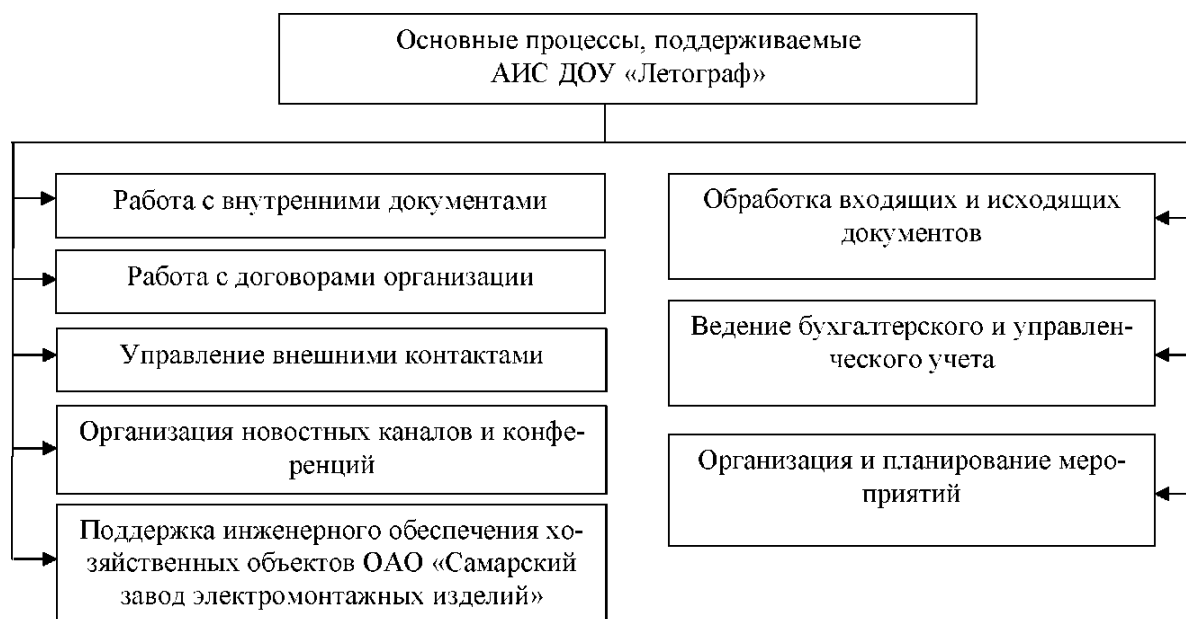 Основные процессы, поддерживаемые
АИС ДОУ «Летограф»
Работа с внутренними документами
Работа с договорами организации
Управление внешними контактами
Организация новостных каналов и конфе-
ренций
Поддержка инженерного обеспечения хо-
зяйственных объектов ОАО «Самарский
завод электромонтажных изделий»
Обработка входящих и исходящих
документов
Ведение бухгалтерского и управлен-
ческого учета
Организация и планирование меро-
приятий